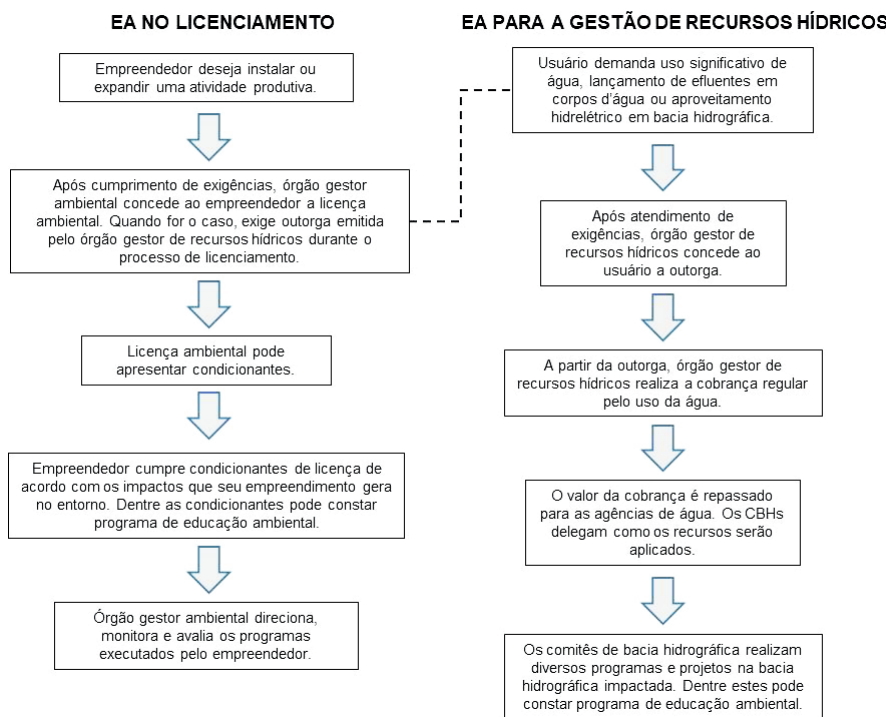 EA NO LICENCIAMENTO
Empreendedor deseja instalar ou
expandir uma atividade produtiva.
Após cumprimento de exigências, órgão gestor
ambiental concede ao empreendedor a licença
ambiental. Quando for o caso, exige outorga emitida
pelo órgão gestor de recursos hídricos durante o
processo de licenciamento.
Licença ambiental pode
apresentar condicionantes.
Empreendedor cumpre condicionantes de licença de
acordo com os impactos que seu empreendimento gera
no entorno. Dentre as condicionantes pode constar
programa de educação ambiental.
Órgão gestor ambiental direciona,
monitora e avalia os programas
executados pelo empreendedor.
EA PARA A GESTÃO DE RECURSOS HÍDRICOS
Usuário demanda uso significativo de
água, lançamento de efluentes em
corpos d'água ou aproveitamento
hidrelétrico em bacia hidrográfica.
Após atendimento de
exigências, órgão gestor de
recursos hídricos concede ao
usuário a outorga.
A partir da outorga, órgão gestor de
recursos hídricos realiza a cobrança regular
pelo uso da água.
O valor da cobrança é repassado
para as agências de água. Os CBHs
delegam como os recursos serão
aplicados.
Os comitês de bacia hidrográfica realizam
diversos programas e projetos na bacia
hidrográfica impactada. Dentre estes pode
constar programa de educação ambiental.